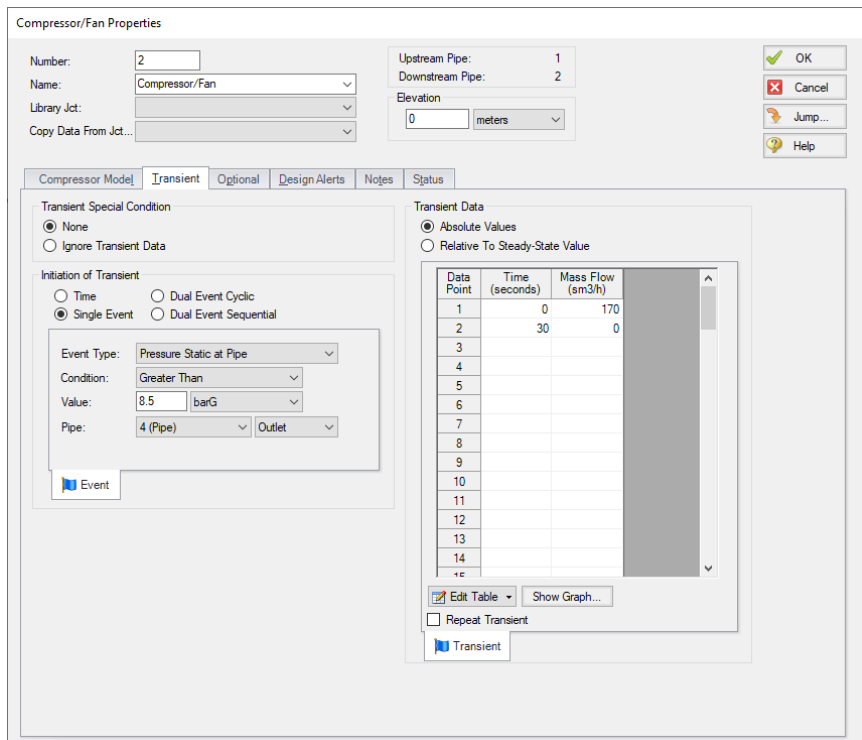 Compressor/Fan Properties
Number: 2
Name: Compressor/Fan
Library Jct:
Copy Data From Jct...
Upstream Pipe: 1
Downstream Pipe: 2
Elevation
0 meters
OK
Cancel
Jump...
Help
Compressor Model Transient Optional Design Alerts Notes Status
Transient Special Condition
None
Ignore Transient Data
Initiation of Transient
Time Dual Event Cyclic
Single Event Dual Event Sequential
Event Type: Pressure Static at Pipe
Condition: Greater Than
Value: 8.5 barG
Pipe: 4 (Pipe) Outlet
Event
Transient Data
Absolute Values
Relative To Steady-State Value
Data Time Mass Flow
Point (seconds) (sm3/h)
1 0 170
2 30 0
3
4
5
6
7
8
9
10
11
12
13
14
15
Edit Table Show Graph...
Repeat Transient
Transient